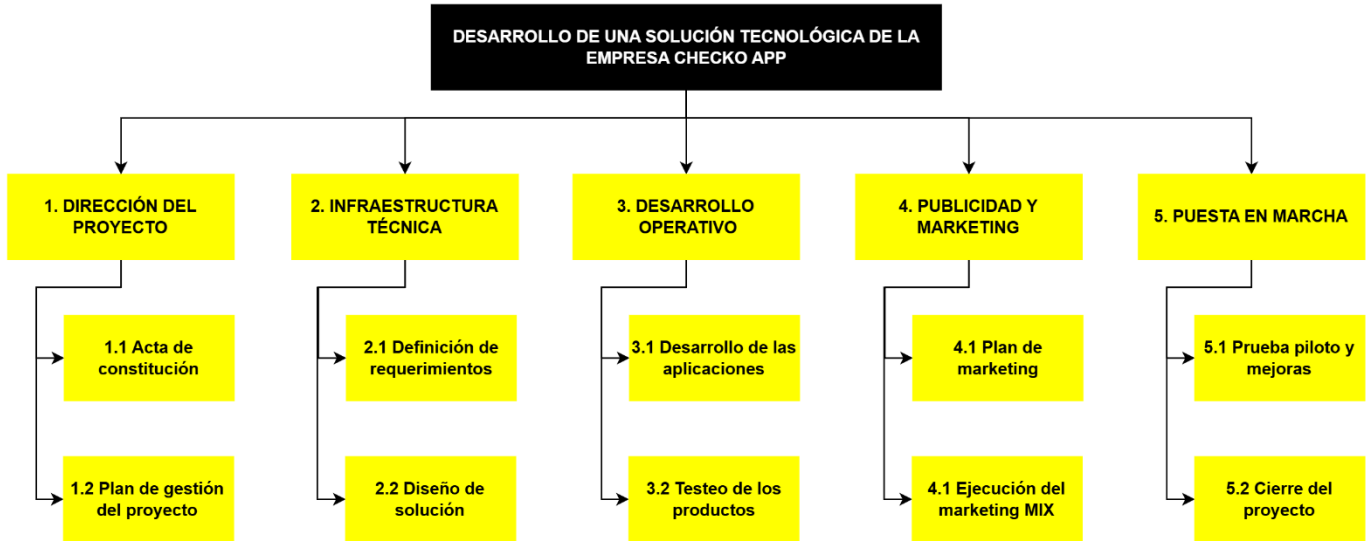 DESARROLLO DE UNA SOLUCIÓN TECNOLÓGICA DE LA
EMPRESA CHECKO APP
1. DIRECCIÓN DEL
PROYECTO
2. INFRAESTRUCTURA
TÉCNICA
3. DESARROLLO
OPERATIVO
4. PUBLICIDAD Y
MARKETING
5. PUESTA EN MARCHA
1.1 Acta de
constitución
2.1 Definición de
requerimientos
3.1 Desarrollo de las
aplicaciones
4.1 Plan de
marketing
5.1 Prueba piloto y
mejoras
1.2 Plan de gestión
del proyecto
2.2 Diseño de
solución
3.2 Testeo de los
productos
4.1 Ejecución del
marketing MIX
5.2 Cierre del
proyecto